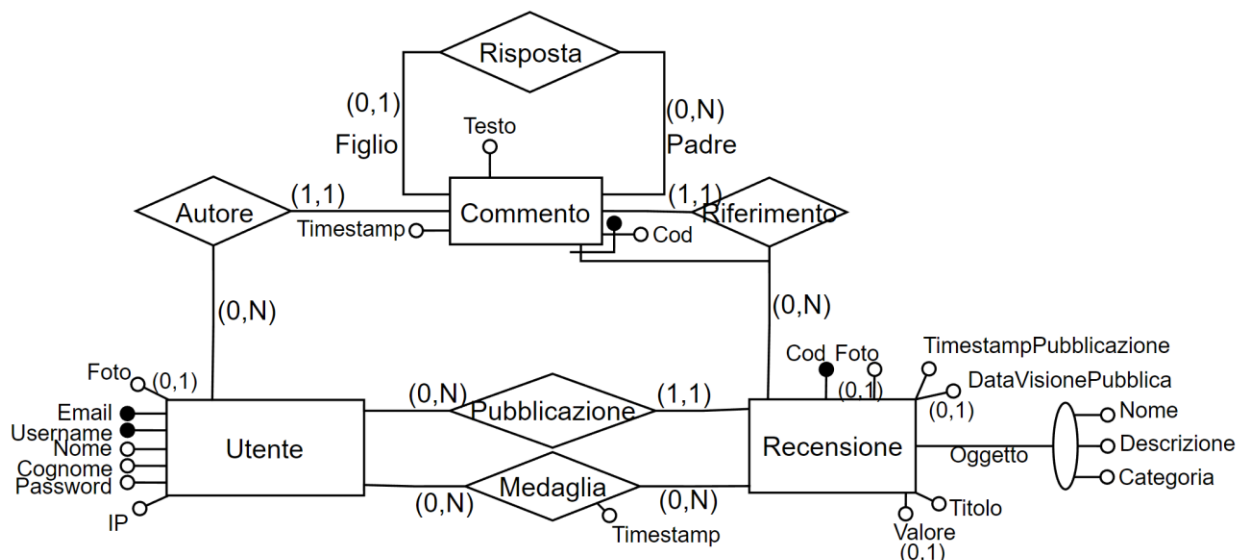 Risposta
(0,1)
(0,N)
Figlio
Testo
Padre
Autore
(1,1)
Commento
(1,1)
Riferimento
Timestamp
Cod
(0,N)
(0,N)
Foto
(0,1)
Email
Username
Nome
Cognome
Password
IP
Utente
(0,N)
Pubblicazione
(1,1)
(0,N)
Medaglia
(0,N)
Timestamp
Cod
Foto
(0,1)
TimestampPubblicazione
DataVisionePubblica
(0,1)
Recensione
Oggetto
Nome
Descrizione
Categoria
Titolo
Valore
(0,1)